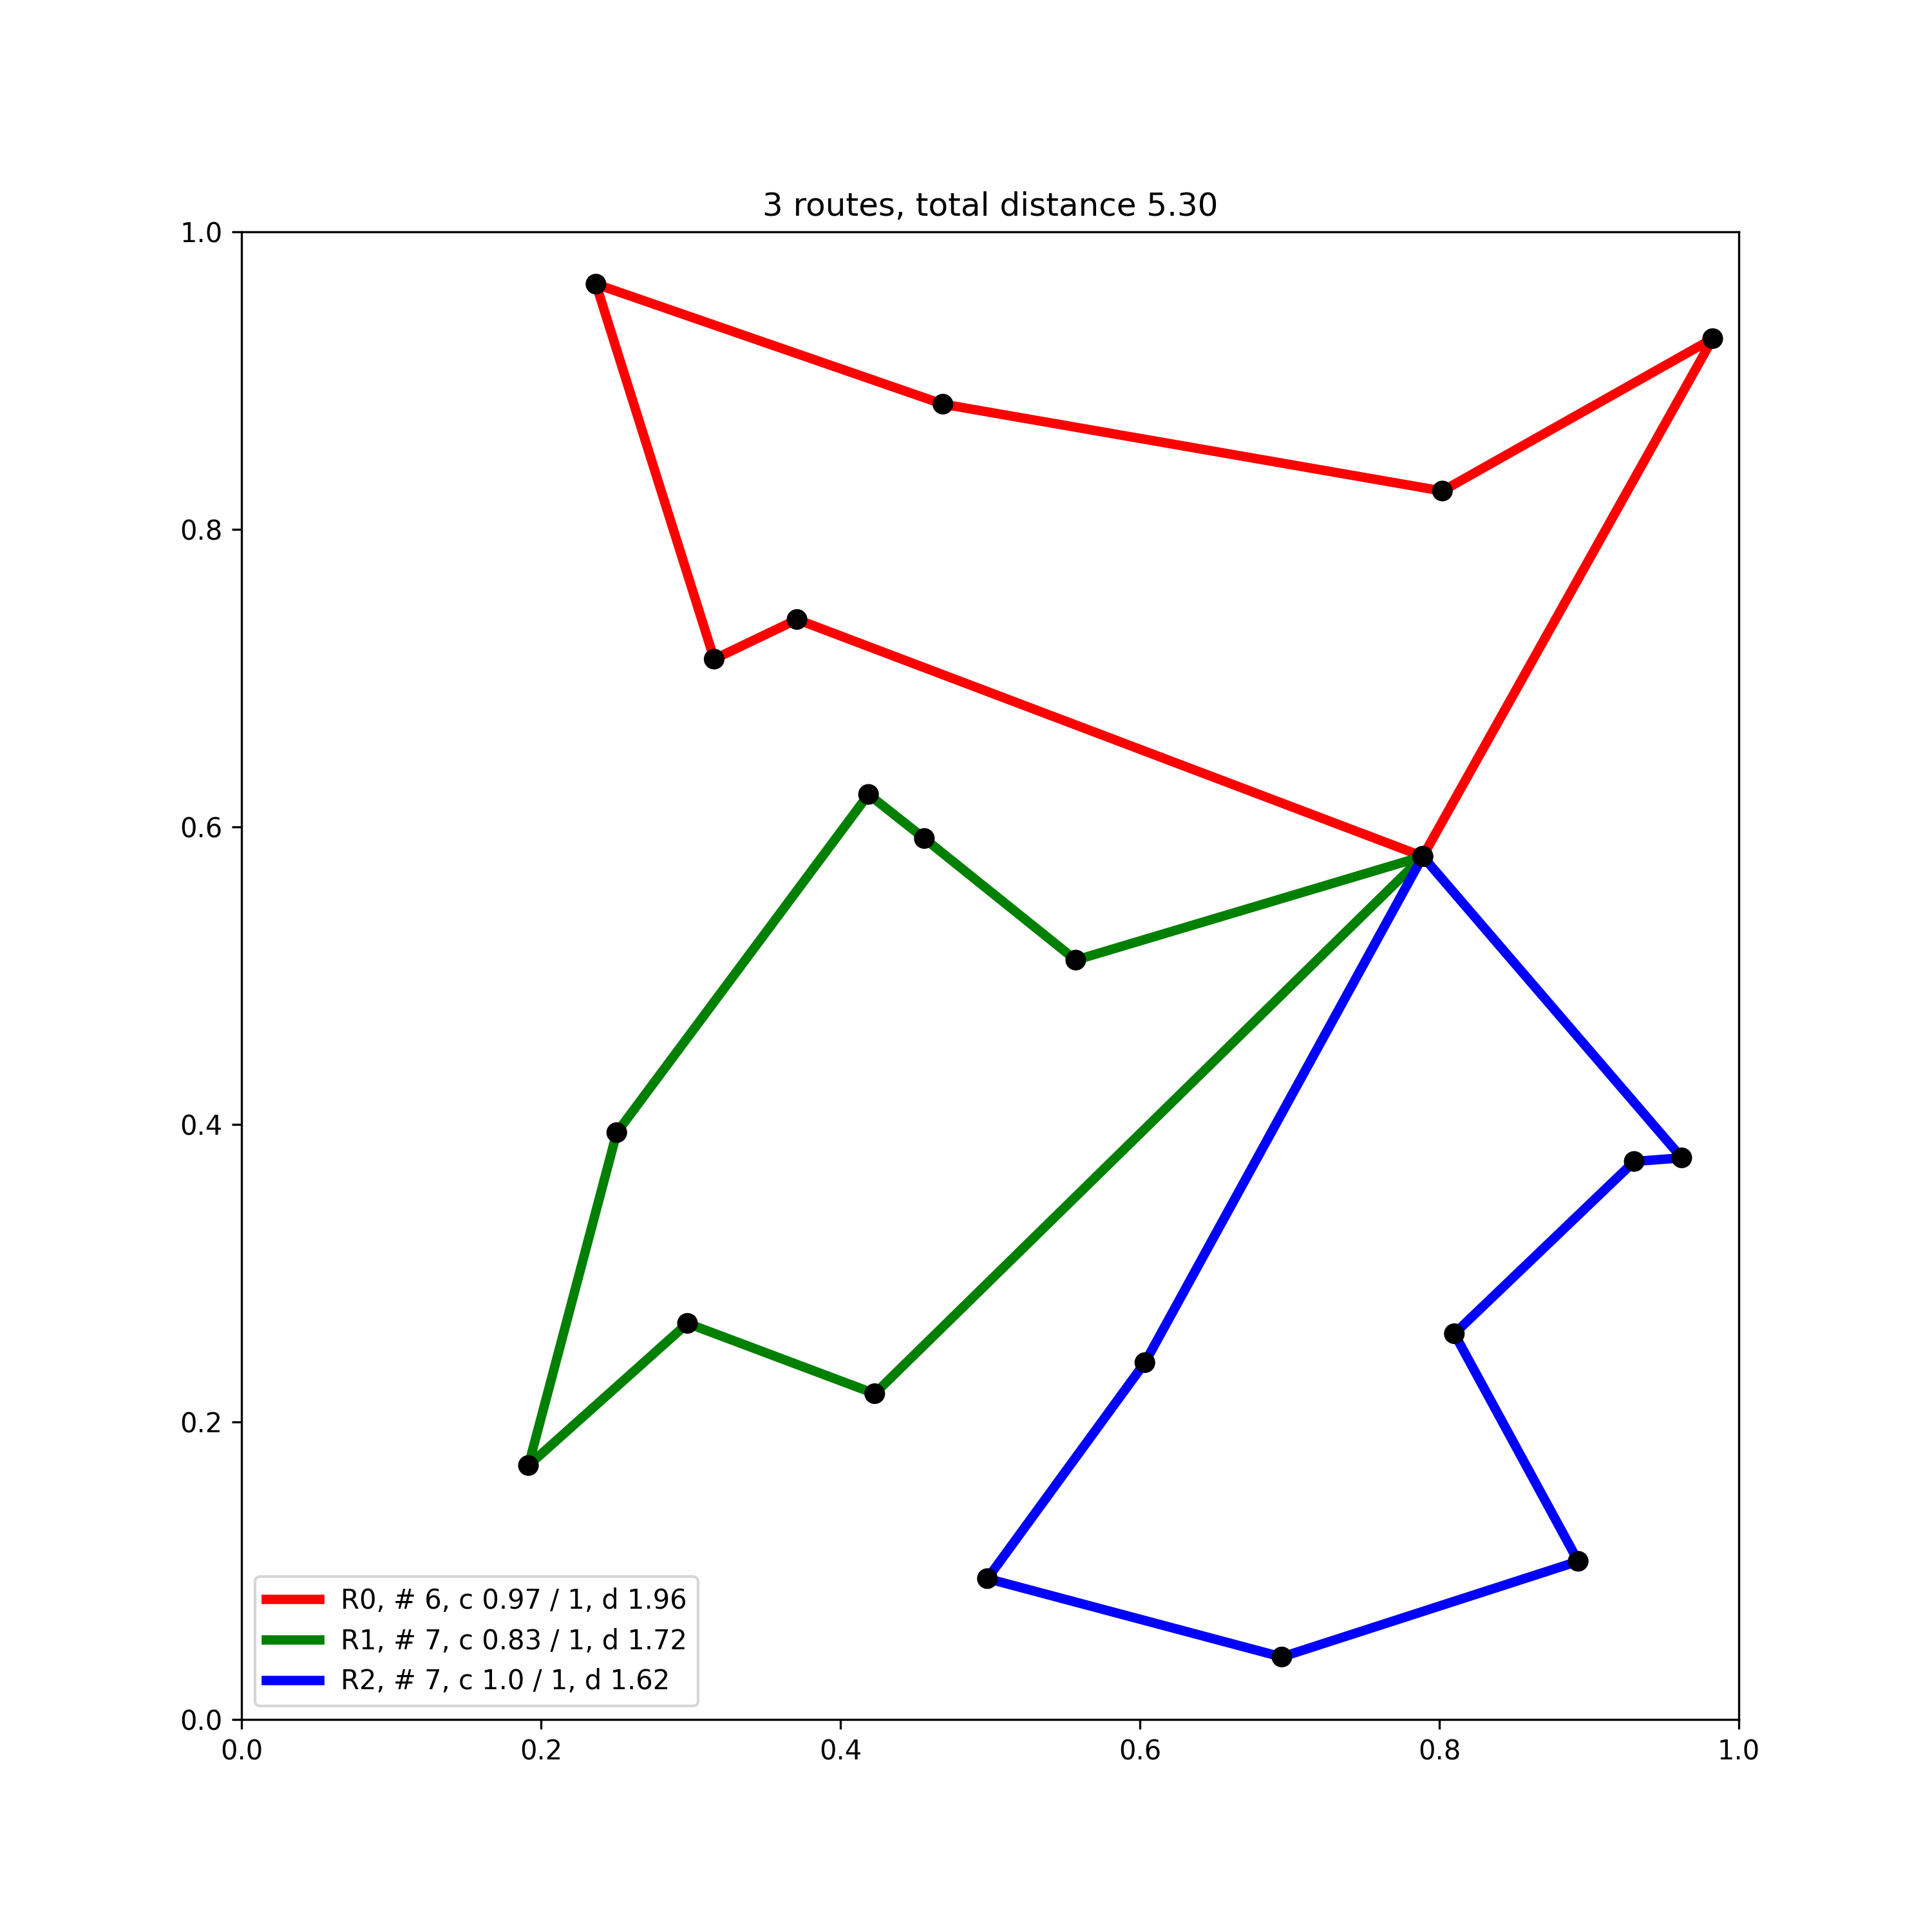 3 routes, total distance 5.30
1.0
0.8
0.6
0.4
0.2
0.0
R0, # 6, c 0.97 / 1, d 1.96
R1, # 7, c 0.83 / 1, d 1.72
R2, # 7, c 1.0 / 1, d 1.62
0.0 0.2 0.4 0.6 0.8 1.0